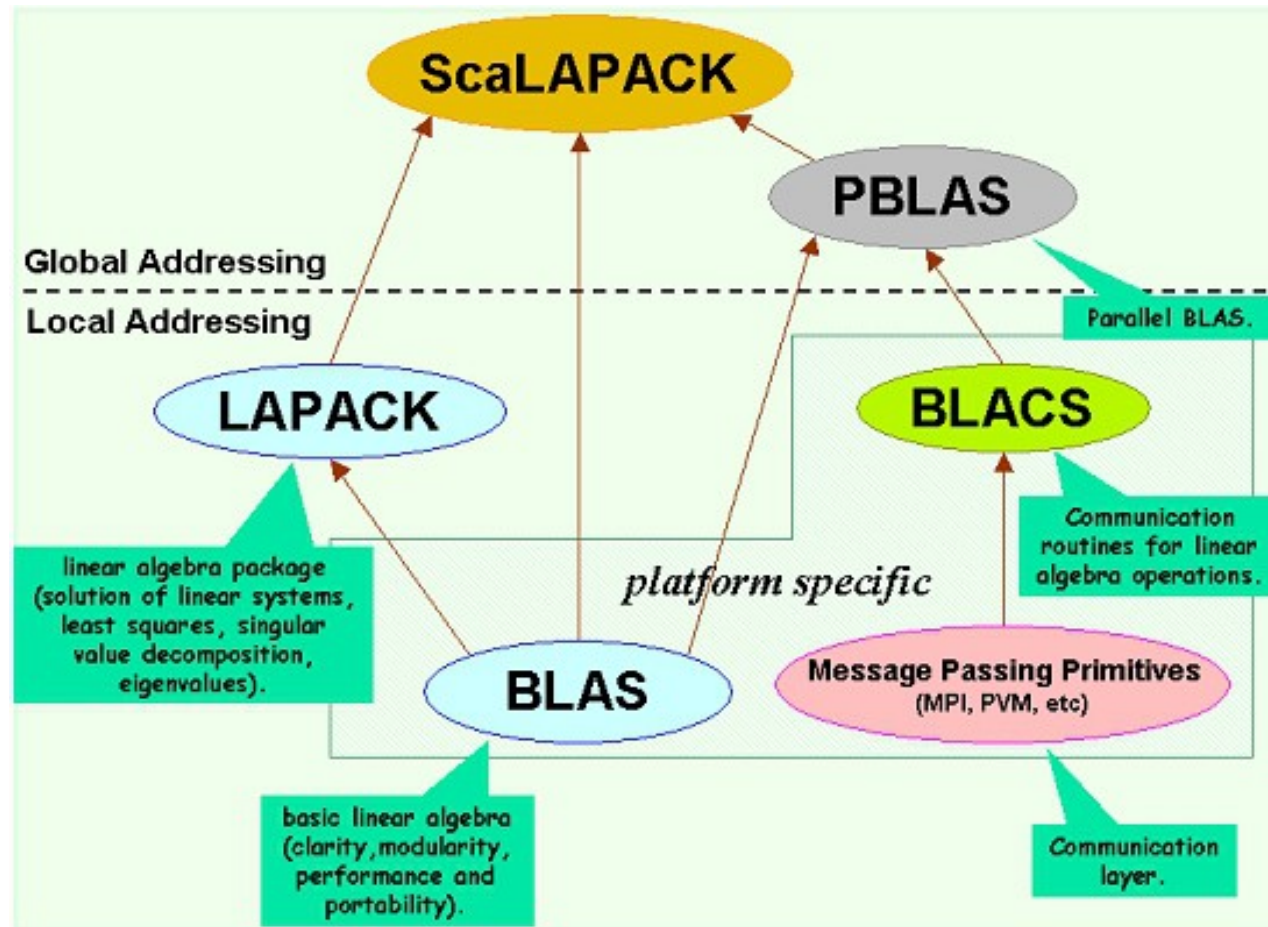 ScaLAPACK
PBLAS
Global Addressing
Local Addressing
Parallel BLAS.
LAPACK
BLACS
linear algebra package
(solution of linear systems,
least squares, singular
value decomposition,
eigenvalues).
Communication
routines for linear
algebra operations.
platform specific
BLAS
Message Passing Primitives
(MPI, PVM, etc)
basic linear algebra
(clarity,modularity,
performance and
portability).
Communication
layer.